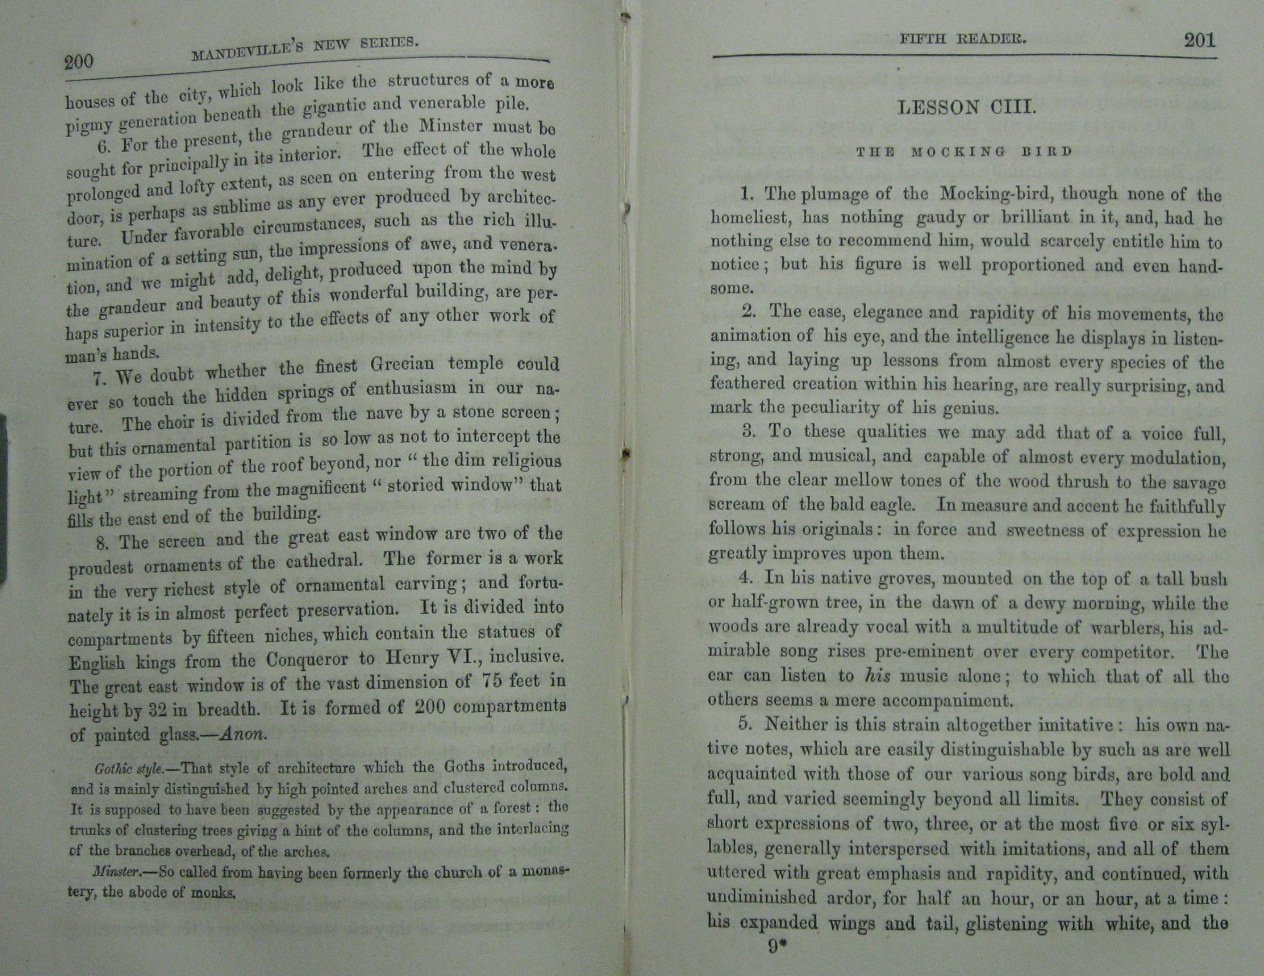 200
MANDEVILLE'S NEW SERIES.
houses of the city, which look like the structures of a more
pigmy generation beneath the gigantic and venerable pile.
6. For the present, the grandeur of the Minster must be
sought for principally in its interior. The effect of the whole
prolonged and lofty extent, as seen on entering from the west
door, is perhaps as sublime as any ever produced by architec-
ture. Under favorable circumstances, such as the rich illu-
mination of a setting sun, the impressions of awe, and venera-
tion, and we might add, delight, produced upon the mind by
the grandeur and beauty of this wonderful building, are per-
haps superior in intensity to the effects of any other work of
man's hands.
7. We doubt whether the finest Grecian temple could
ever so touch the hidden springs of enthusiasm in our na-
ture. The choir is divided from the nave by a stone screen;
but this ornamental partition is so low as not to intercept the
view of the portion of the roof beyond, nor "the dim religious
light" streaming from the magnificent "storied window" that
fills the east end of the building.
8. The screen and the great east window are two of the
proudest ornaments of the cathedral. The former is a work
in the very richest style of ornamental carving; and fortu-
nately it is in almost perfect preservation. It is divided into
compartments by fifteen niches, which contain the statues of
English kings from the Conqueror to Henry VI., inclusive.
The great east window is of the vast dimension of 75 feet in
height by 32 in breadth. It is formed of 200 compartments
of painted glass.—Anon.
Gothic style.—That style of architecture which the Goths introduced,
and is mainly distinguished by high pointed arches and clustered columns.
It is supposed to have been suggested by the appearance of a forest: the
trunks of clustering trees giving a hint of the columns, and the interlacing
of the branches overhead, of the arches.
Minster.—So called from having been formerly the church of a monas-
tery, the abode of monks.
FIFTH READER.
201
LESSON CIII.
THE MOCKING BIRD
1. The plumage of the Mocking-bird, though none of the
homeliest, has nothing gaudy or brilliant in it, and, had he
nothing else to recommend him, would scarcely entitle him to
notice; but his figure is well proportioned and even hand-
some.
2. The ease, elegance and rapidity of his movements, the
animation of his eye, and the intelligence he displays in listen-
ing, and laying up lessons from almost every species of the
feathered creation within his hearing, are really surprising, and
mark the peculiarity of his genius.
3. To these qualities we may add that of a voice full,
strong, and musical, and capable of almost every modulation,
from the clear mellow tones of the wood thrush to the savage
scream of the bald eagle. In measure and accent he faithfully
follows his originals: in force and sweetness of expression he
greatly improves upon them.
4. In his native groves, mounted on the top of a tall bush
or half-grown tree, in the dawn of a dewy morning, while the
woods are already vocal with a multitude of warblers, his ad-
mirable song rises pre-eminent over every competitor. The
ear can listen to his music alone; to which that of all the
others seems a mere accompaniment.
5. Neither is this strain altogether imitative: his own na-
tive notes, which are easily distinguishable by such as are well
acquainted with those of our various song birds, are bold and
full, and varied seemingly beyond all limits. They consist of
short expressions of two, three, or at the most five or six syl-
lables, generally interspersed with imitations, and all of them
uttered with great emphasis and rapidity, and continued, with
undiminished ardor, for half an hour, or an hour, at a time:
his expanded wings and tail, glistening with white, and the
9*